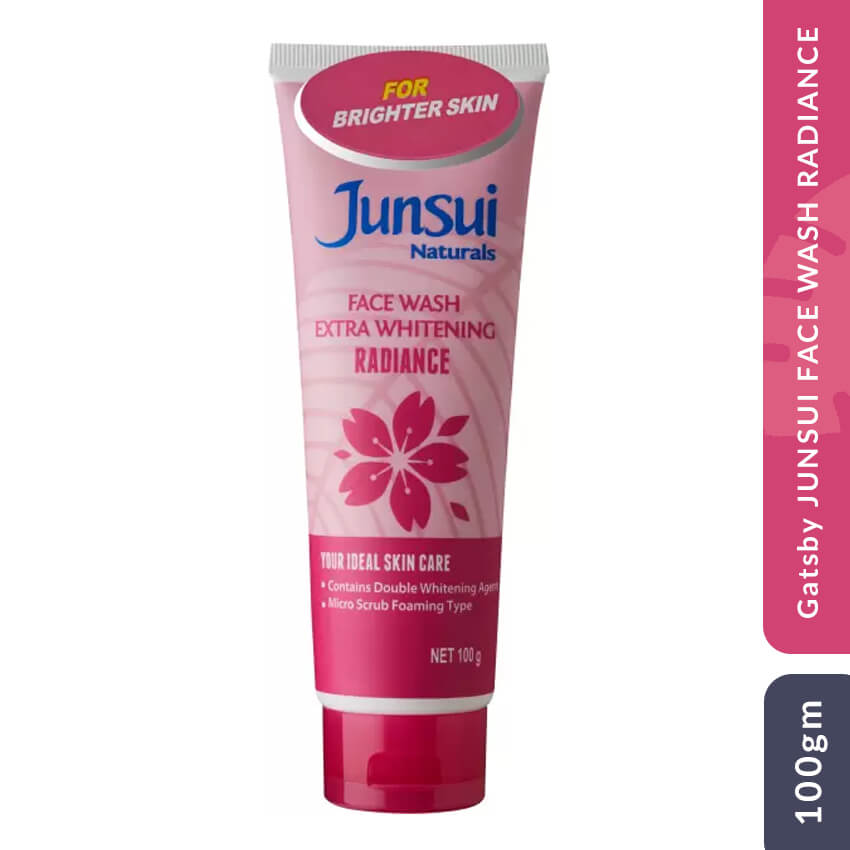 FOR
BRIGHTER SKIN
Junsui
Naturals
FACE WASH
EXTRA WHITENING
RADIANCE
YOUR IDEAL SKIN CARE
• Contains Double Whitening Agen
• Micro Scrub Foaming Type
NET 100 g
Gatsby JUNSUI FACE WASH RADIANCE
100gm